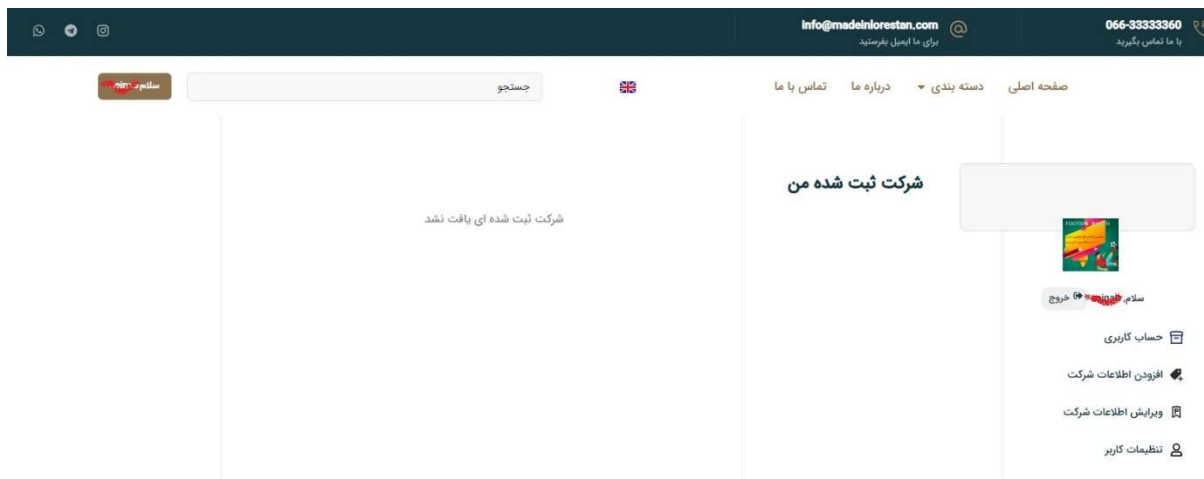 066-33333360
با ما تماس بگیرید
info@madeinlorestan.com
برای ما ایمیل بفرستید
صفحه اصلی
دسته بندی
درباره ما
تماس با ما
جستجو
سلام
شرکت ثبت شده من
شرکت ثبت شده ای یافت نشد
سلام,
خروج
حساب کاربری
افزودن اطلاعات شرکت
ویرایش اطلاعات شرکت
تنظیمات کاربر